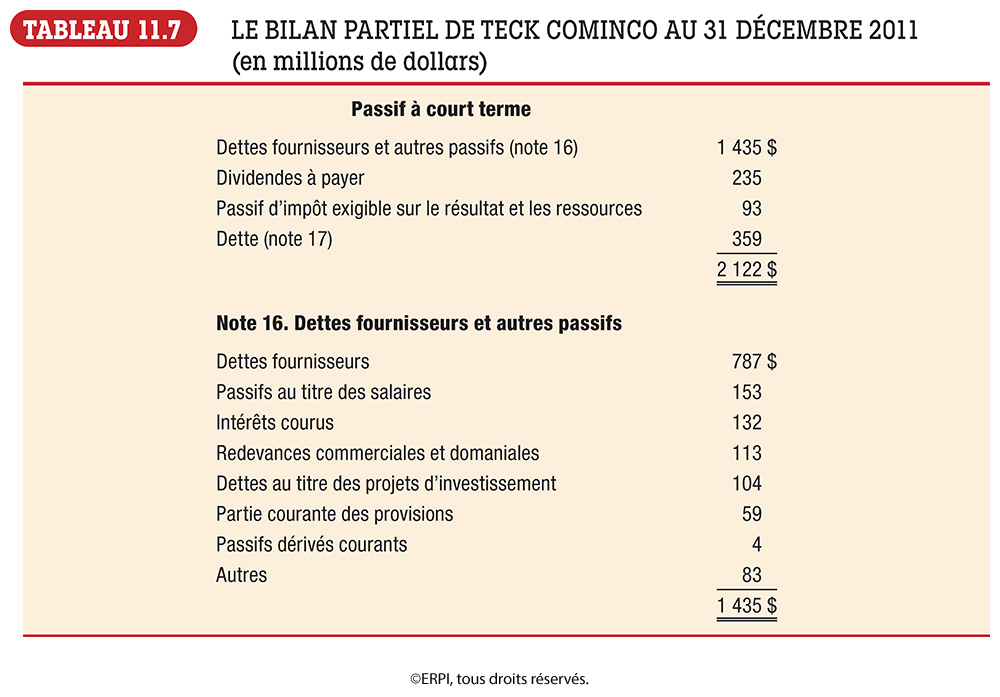 TABLEAU 11.7 LE BILAN PARTIEL DE TECK COMINCO AU 31 DÉCEMBRE 2011
(en millions de dollars)
Passif à court terme
Dettes fournisseurs et autres passifs (note 16) 1 435 $
Dividendes à payer 235
Passif d’impôt exigible sur le résultat et les ressources 93
Dette (note 17) 359
2 122 $
Note 16. Dettes fournisseurs et autres passifs
Dettes fournisseurs 787 $
Passifs au titre des salaires 153
Intérêts courus 132
Redevances commerciales et domaniales 113
Dettes au titre des projets d’investissement 104
Partie courante des provisions 59
Passifs dérivés courants 4
Autres 83
1 435 $
©ERPI, tous droits réservés.